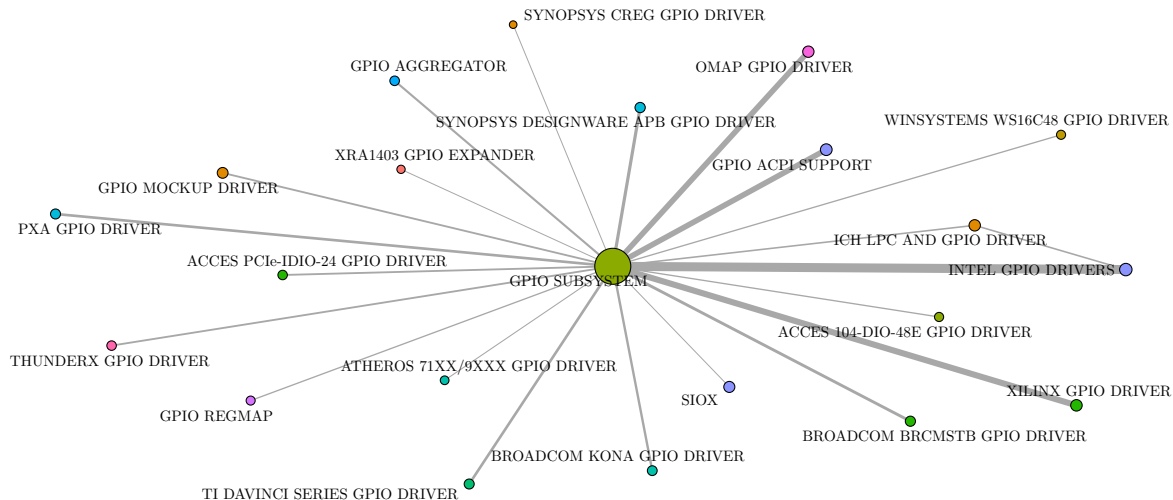 SYNOPSYS CREG GPIO DRIVER
GPIO AGGREGATOR
OMAP GPIO DRIVER
SYNOPSYS DESIGNWARE APB GPIO DRIVER
WINSYSTEMS WS16C48 GPIO DRIVER
XRA1403 GPIO EXPANDER
GPIO ACPI SUPPORT
GPIO MOCKUP DRIVER
PXA GPIO DRIVER
ICH LPC AND GPIO DRIVER
ACCES PCIe-IDIO-24 GPIO DRIVER
INTEL GPIO DRIVERS
GPIO SUBSYSTEM
ACCES 104-DIO-48E GPIO DRIVER
THUNDERX GPIO DRIVER
ATHEROS 71XX/9XXX GPIO DRIVER
XILINX GPIO DRIVER
SIOX
GPIO REGMAP
BROADCOM BRCMSTB GPIO DRIVER
BROADCOM KONA GPIO DRIVER
TI DAVINCI SERIES GPIO DRIVER